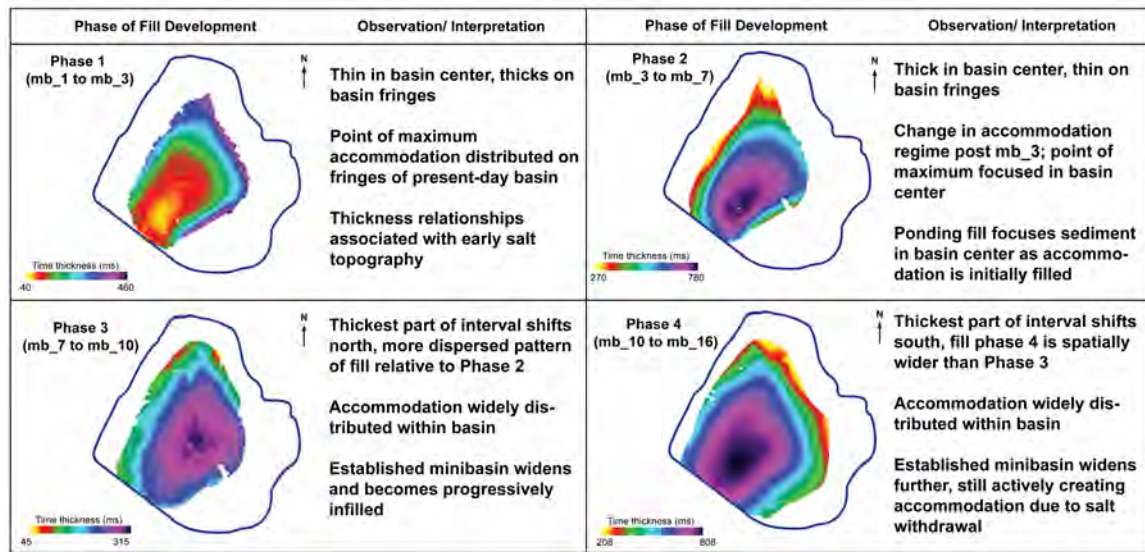 Phase of Fill Development
Observation/ Interpretation
Phase of Fill Development
Observation/ Interpretation
Phase 1
(mb_1 to mb_3)
N
Time thickness (ms)
40
460
Thin in basin center, thicks on
basin fringes
Point of maximum
accommodation distributed on
fringes of present-day basin
Thickness relationships
associated with early salt
topography
Phase 2
(mb_3 to mb_7)
N
Time thickness (ms)
270
780
Thick in basin center, thin on
basin fringes
Change in accommodation
regime post mb_3; point of
maximum focused in basin
center
Ponding fill focuses sediment
in basin center as accommo-
dation is initially filled
Phase 3
(mb_7 to mb_10)
N
Time thickness (ms)
45
315
Thickest part of interval shifts
north, more dispersed pattern
of fill relative to Phase 2
Accommodation widely dis-
tributed within basin
Established minibasin widens
and becomes progressively
infilled
Phase 4
(mb_10 to mb_16)
N
Time thickness (ms)
208
808
Thickest part of interval shifts
south, fill phase 4 is spatially
wider than Phase 3
Accommodation widely dis-
tributed within basin
Established minibasin widens
further, still actively creating
accommodation due to salt
withdrawal